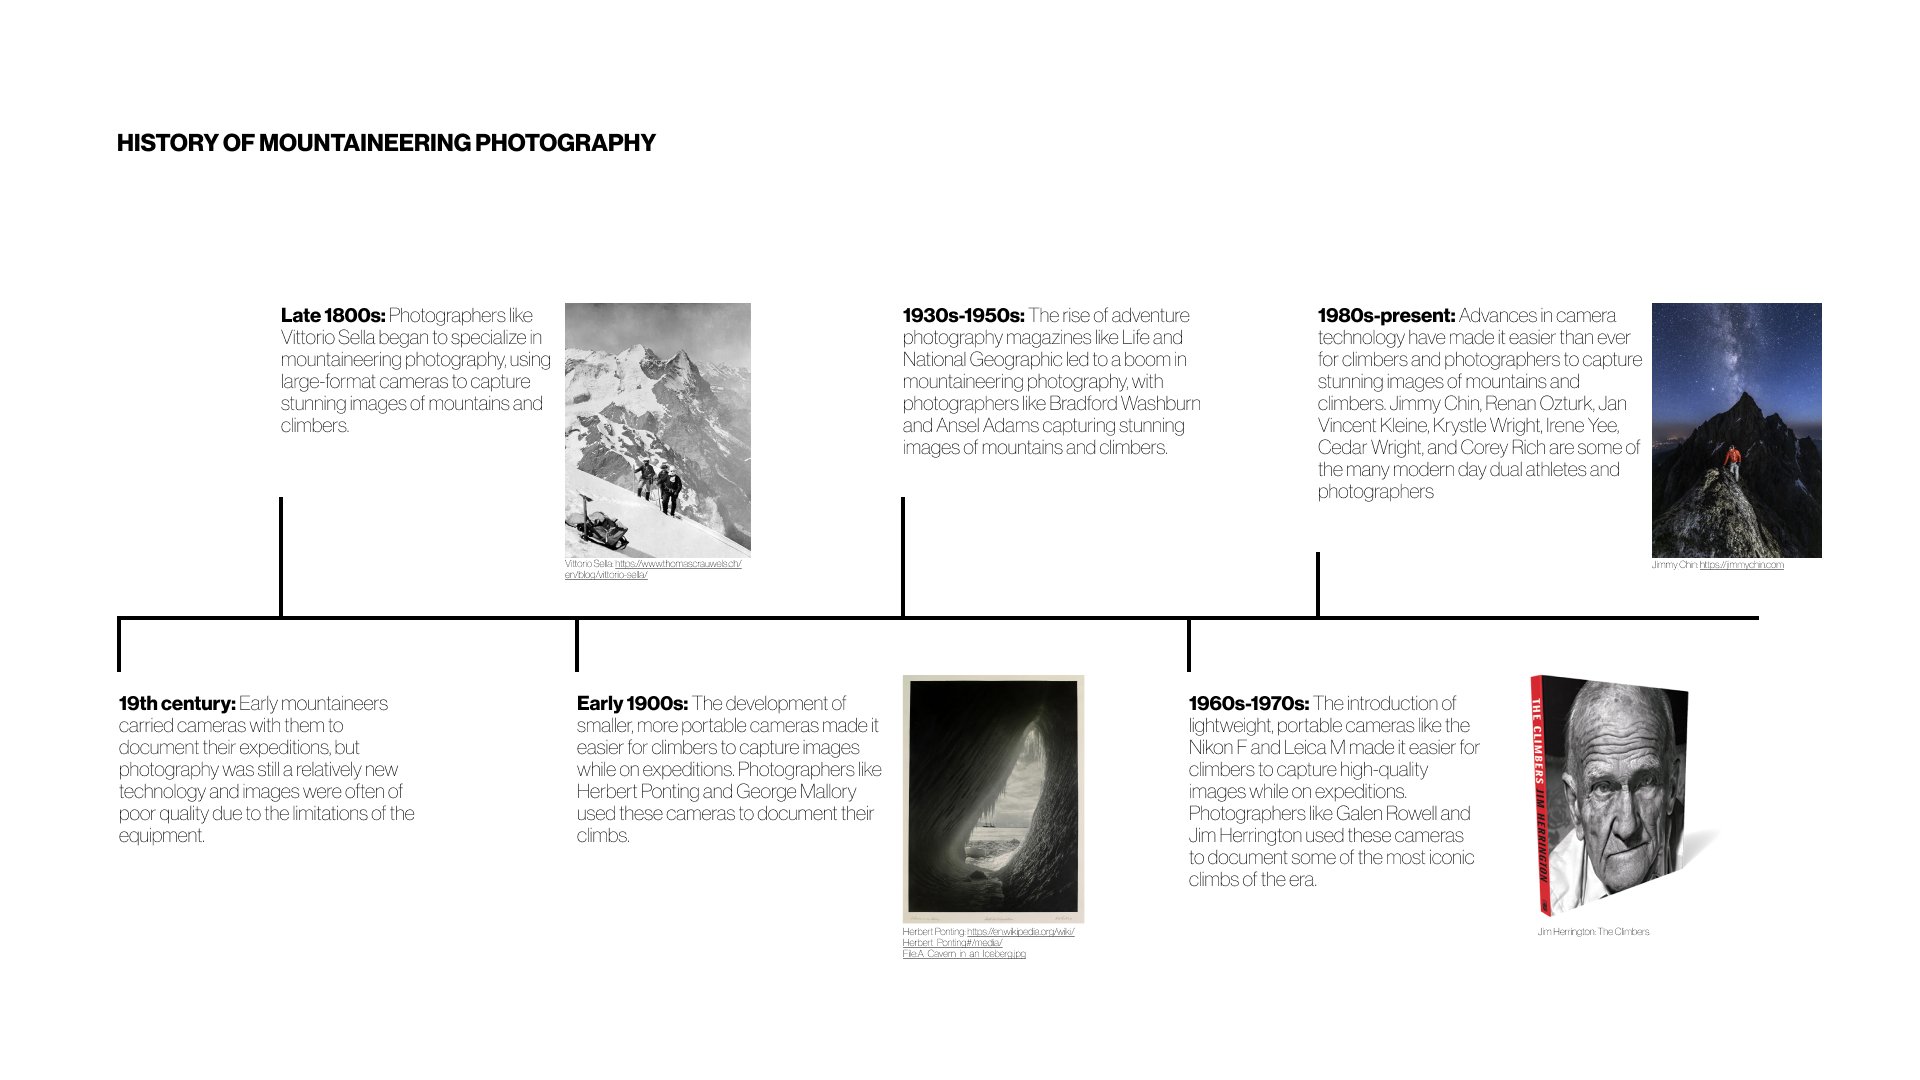 HISTORY OF MOUNTAINEERING PHOTOGRAPHY
Late 1800s: Photographers like
Vittorio Sella began to specialize in
mountaineering photography, using
large-format cameras to capture
stunning images of mountains and
climbers.
Vittorio Sella: https://www.thomascrauwels.ch/
en/blog/vittorio-sella/
1930s-1950s: The rise of adventure
photography magazines like Life and
National Geographic led to a boom in
mountaineering photography, with
photographers like Bradford Washburn
and Ansel Adams capturing stunning
images of mountains and climbers.
1980s-present: Advances in camera
technology have made it easier than ever
for climbers and photographers to capture
stunning images of mountains and
climbers. Jimmy Chin, Renan Ozturk, Jan
Vincent Kleine, Krystle Wright, Irene Yee,
Cedar Wright, and Corey Rich are some of
the many modern day dual athletes and
photographers
Jimmy Chin: https://jimmychin.com
19th century: Early mountaineers
carried cameras with them to
document their expeditions, but
photography was still a relatively new
technology and images were often of
poor quality due to the limitations of the
equipment.
Early 1900s: The development of
smaller, more portable cameras made it
easier for climbers to capture images
while on expeditions. Photographers like
Herbert Ponting and George Mallory
used these cameras to document their
climbs.
Herbert Ponting: https://en.wikipedia.org/wiki/
Herbert_Ponting#/media/
File:A_Cavern_in_an_Iceberg.jpg
1960s-1970s: The introduction of
lightweight, portable cameras like the
Nikon F and Leica M made it easier for
climbers to capture high-quality
images while on expeditions.
Photographers like Galen Rowell and
Jim Herrington used these cameras
to document some of the most iconic
climbs of the era.
THE CLIMBERS JIM HERRINGTON
Jim Herrington: The Climbers